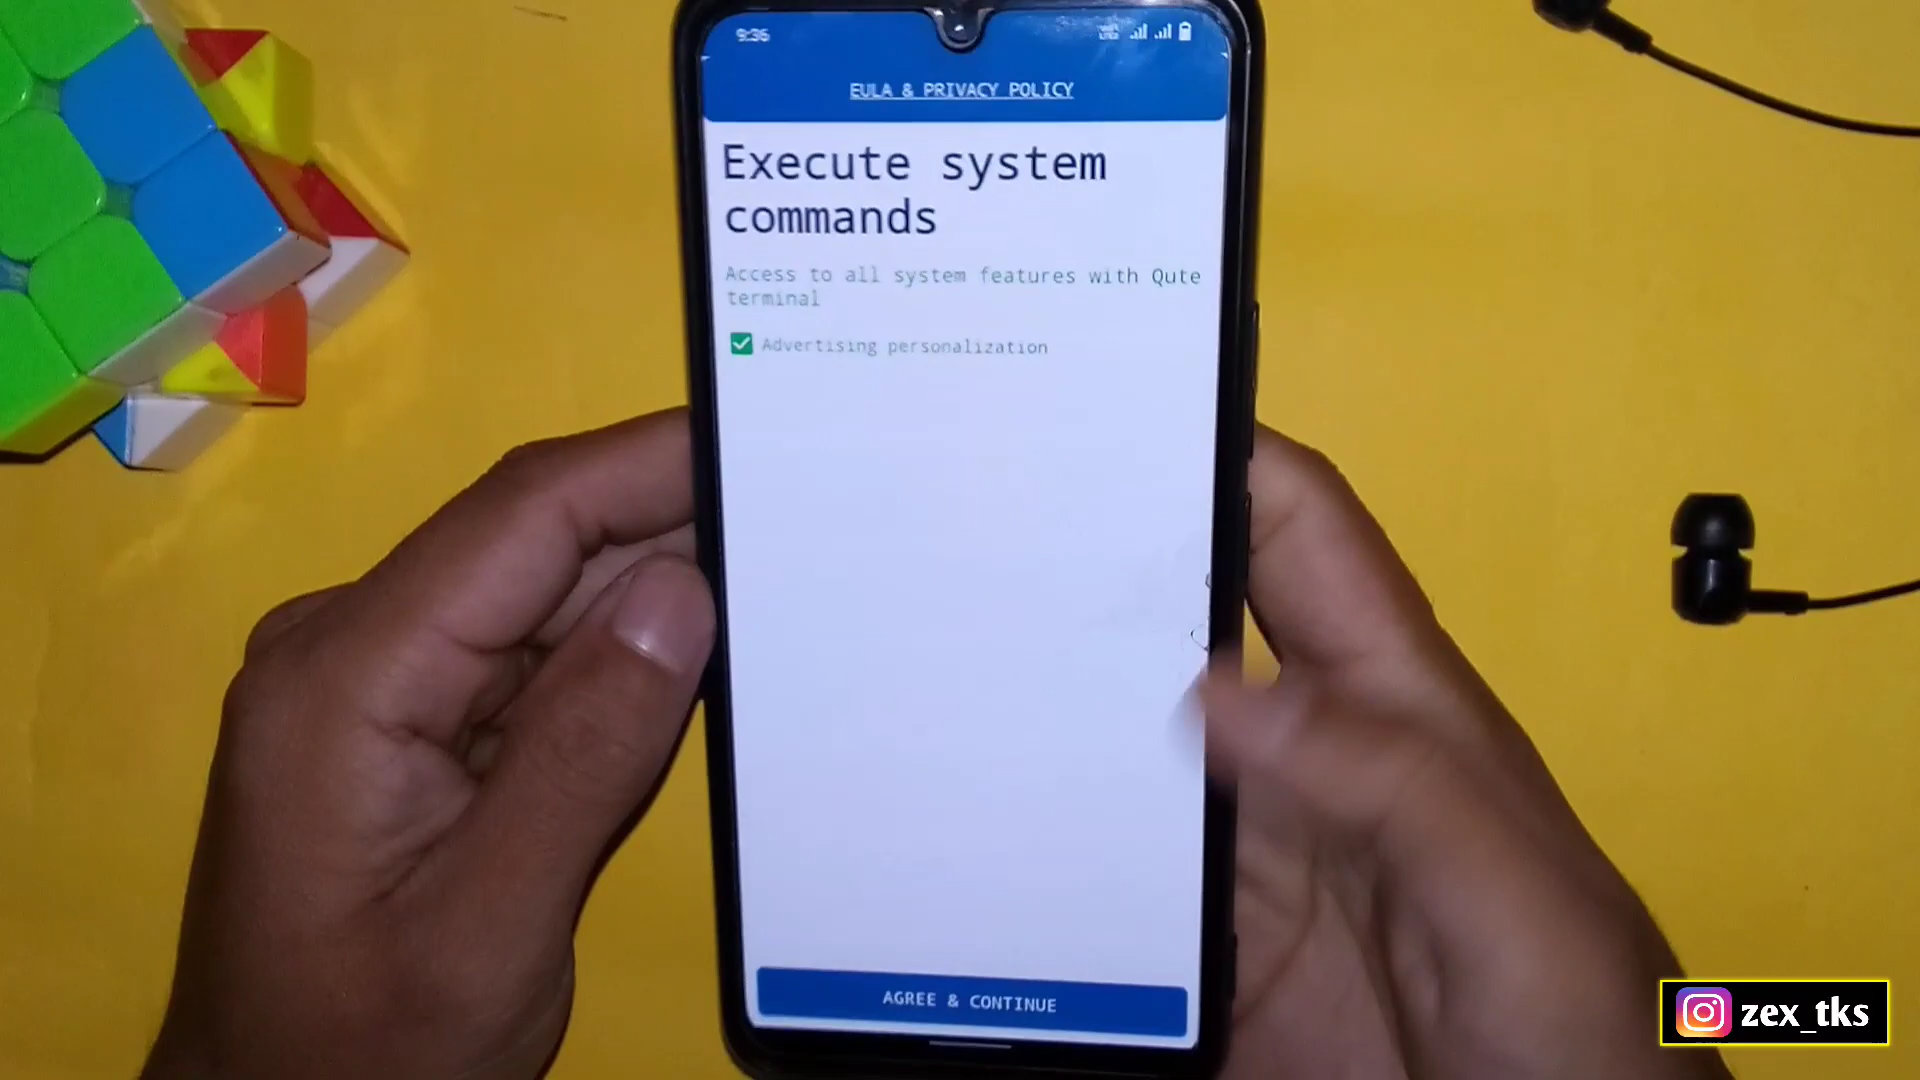 9:36
EULA & PRIVACY POLICY
Execute system
commands
Access to all system features with Qute
terminal
Advertising personalization
AGREE & CONTINUE
zex_tks